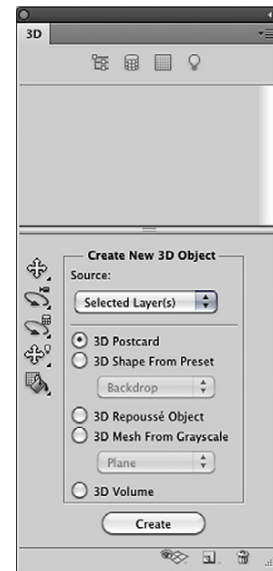 3D
Create New 3D Object
Source:
Selected Layer(s)
3D Postcard
3D Shape From Preset
Backdrop
3D Repoussé Object
3D Mesh From Grayscale
Plane
3D Volume
Create